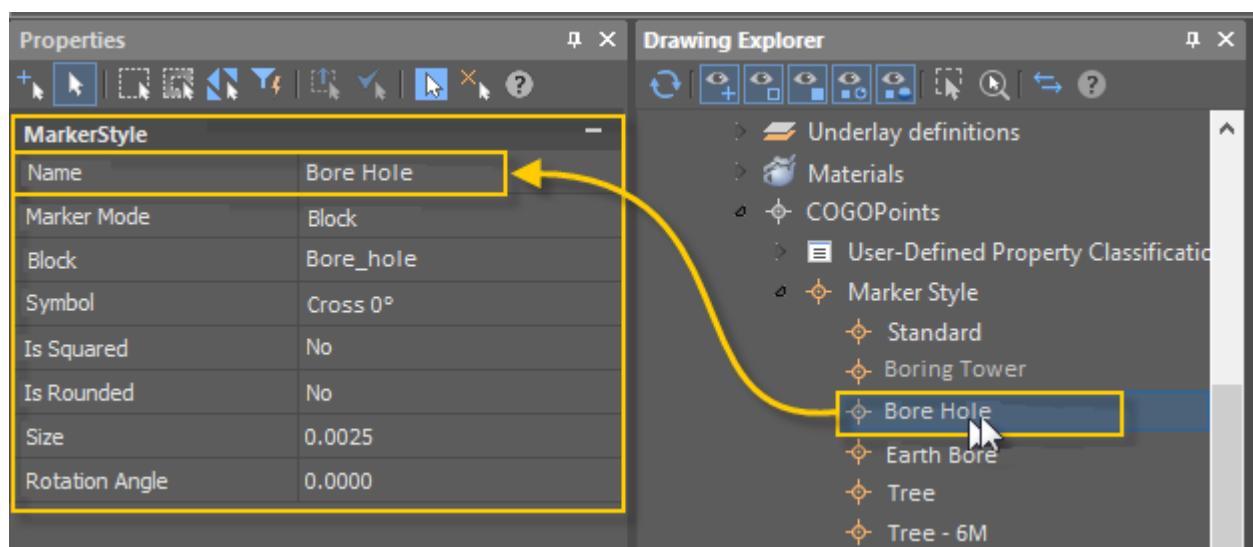 Properties
MarkerStyle
Name Bore Hole
Marker Mode Block
Block Bore_hole
Symbol Cross 0°
Is Squared No
Is Rounded No
Size 0.0025
Rotation Angle 0.0000
Drawing Explorer
Underlay definitions
Materials
COGOPoints
User-Defined Property Classificatic
Marker Style
Standard
Boring Tower
Bore Hole
Earth Bore
Tree
Tree - 6M